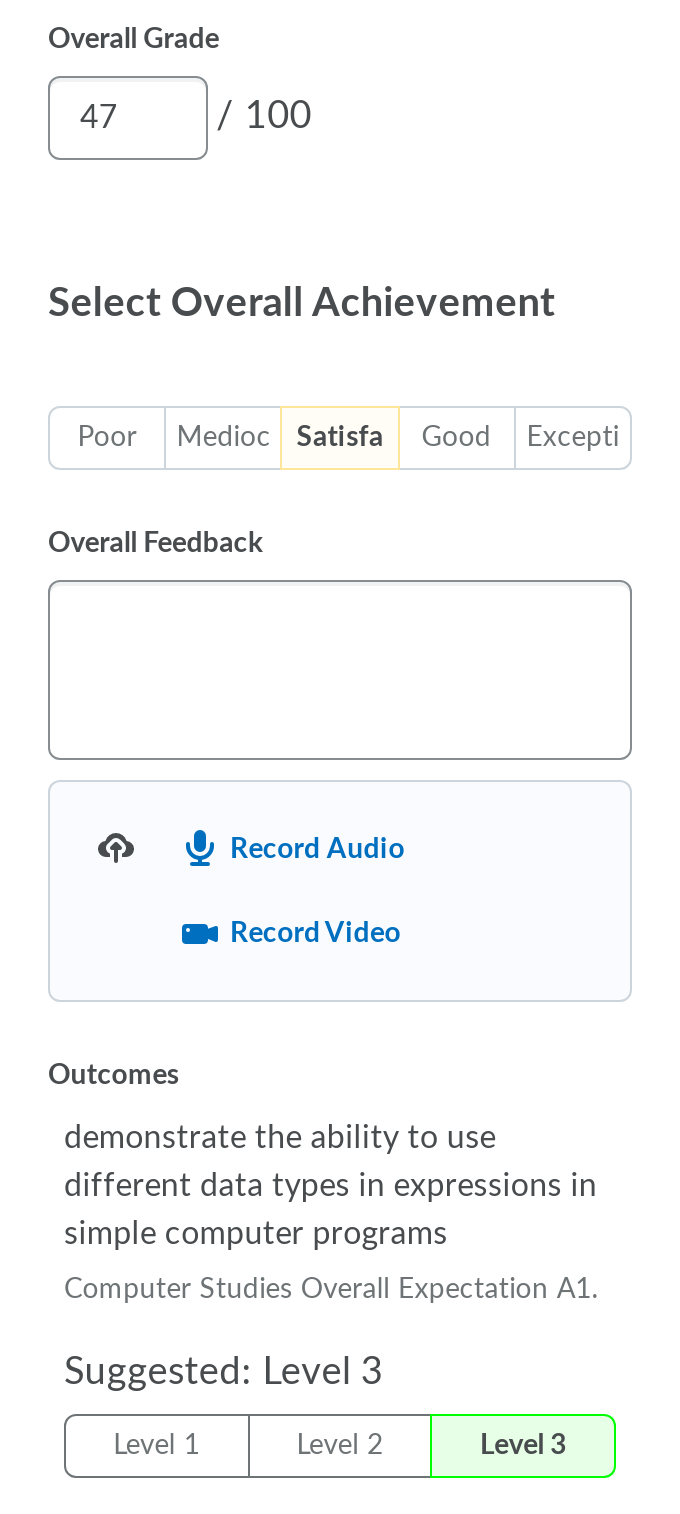 Overall Grade
47 / 100
Select Overall Achievement
Poor Medioc Satisfa Good Excepti
Overall Feedback
Record Audio
Record Video
Outcomes
demonstrate the ability to use
different data types in expressions in
simple computer programs
Computer Studies Overall Expectation A1.
Suggested: Level 3
Level 1 Level 2 Level 3